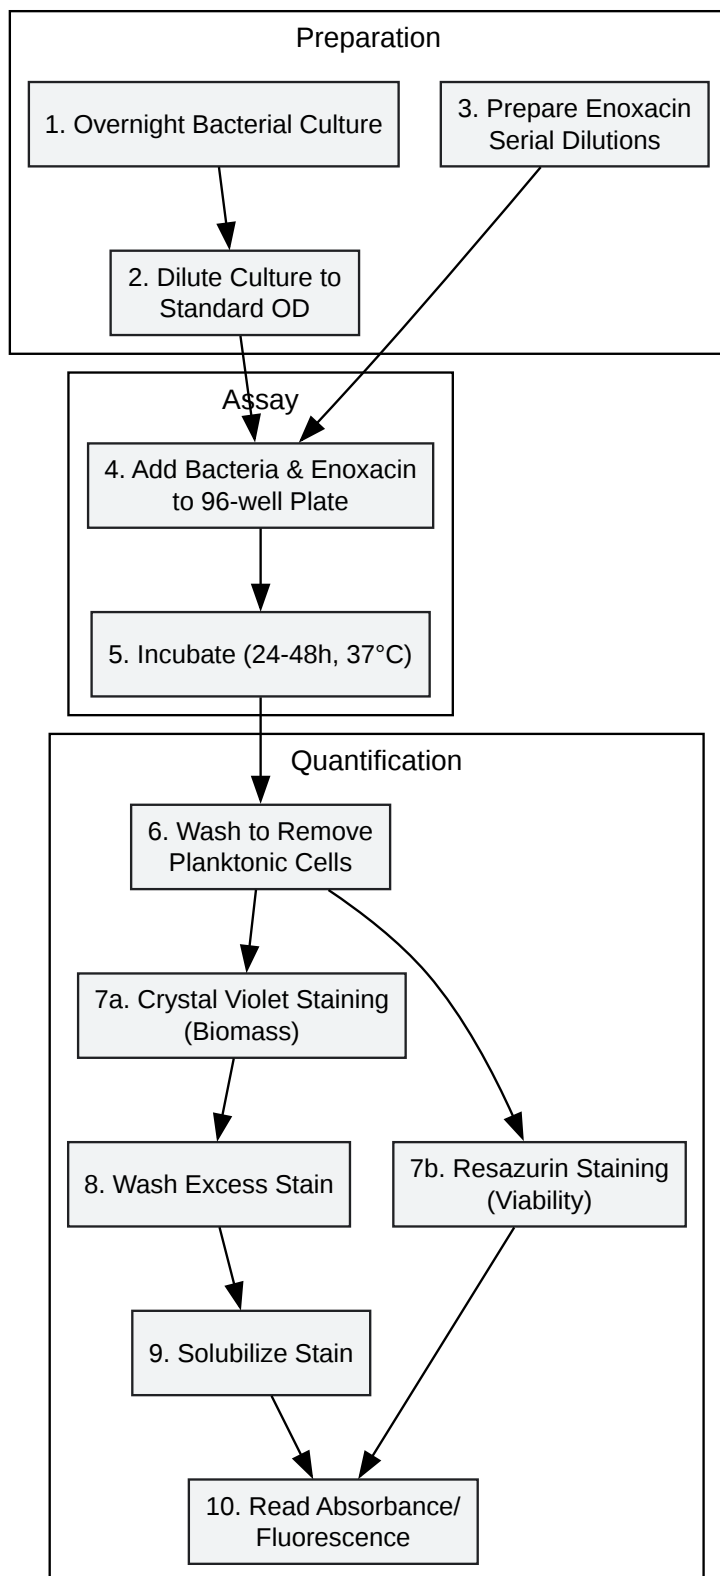 Preparation
1. Overnight Bacterial Culture
3. Prepare Enoxacin
Serial Dilutions
2. Dilute Culture to
Standard OD
Assay
4. Add Bacteria & Enoxacin
to 96-well Plate
5. Incubate (24-48h, 37°C)
Quantification
6. Wash to Remove
Planktonic Cells
7a. Crystal Violet Staining
(Biomass)
8. Wash Excess Stain
7b. Resazurin Staining
(Viability)
9. Solubilize Stain
10. Read Absorbance/
Fluorescence